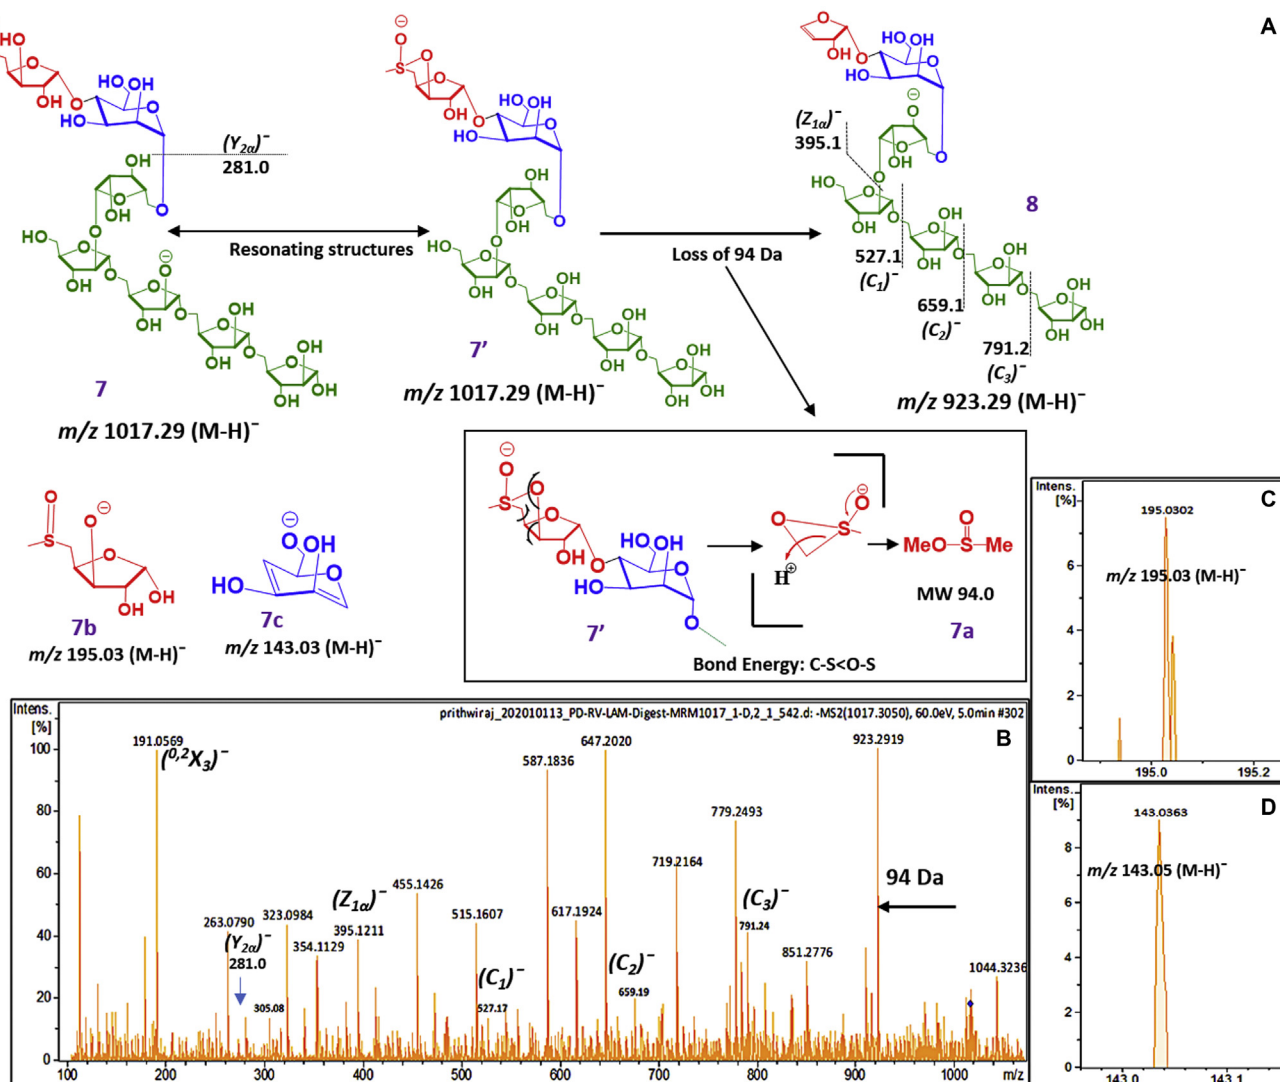 A
HO
O
OH
O
HO OH
O
HO
(Y2α)⁻
281.0
OH
O
OH
O
HO
O
OH
O
⊖
O
O
OH
O
OH
O
OH
O
OH
O
OH
OH
7
m/z 1017.29 (M-H)⁻
Resonating structures
⊖
O
S
O
O
OH
O
HO OH
O
HO
OH
O
OH
O
O
HO
O
OH
O
OH
O
OH
O
OH
O
OH
O
OH
O
OH
OH
7’
m/z 1017.29 (M-H)⁻
Loss of 94 Da
O
OH
O
HO OH
O
HO
⊖
O
(Z1α)⁻
395.1
O
OH
O
O
HO
O
OH
O
OH
O
OH
O
OH
O
OH
O
OH
O
OH
OH
8
527.1
(C1)⁻
659.1
(C2)⁻
791.2
(C3)⁻
m/z 923.29 (M-H)⁻
O
S
⊖
O
O
OH
OH
7b
m/z 195.03 (M-H)⁻
⊖
O
OH
O
HO
7c
m/z 143.03 (M-H)⁻
⊖
O
S
O
O
OH
O
HO OH
O
HO
O
7’
O
S
O
⊖
H⊕
O
MeO-S-Me
MW 94.0
7a
Bond Energy: C-S<O-S
Intens.
[%]
prithwiraj_202010113_PD-RV-LAM-Digest-MRM1017_1-D,2_1_542.d: -MS2(1017.3050), 60.0eV, 5.0min #302
B
100
80
60
40
20
0
191.0569
(0,2X3)⁻
263.0790
(Y2α)⁻
281.0
305.08
323.0984
354.1129
(Z1α)⁻
395.1211
455.1426
515.1607
(C1)⁻
527.17
587.1836
617.1924
647.2020
(C2)⁻
659.19
719.2164
779.2493
(C3)⁻
791.24
851.2776
923.2919
94 Da
1044.3236
100 200 300 400 500 600 700 800 900 1000 m/z
Intens.
[%]
C
195.0302
m/z 195.03 (M-H)⁻
6
4
2
0
195.0 195.2
Intens.
[%]
D
143.0363
m/z 143.05 (M-H)⁻
8
6
4
2
0
143.0 143.1